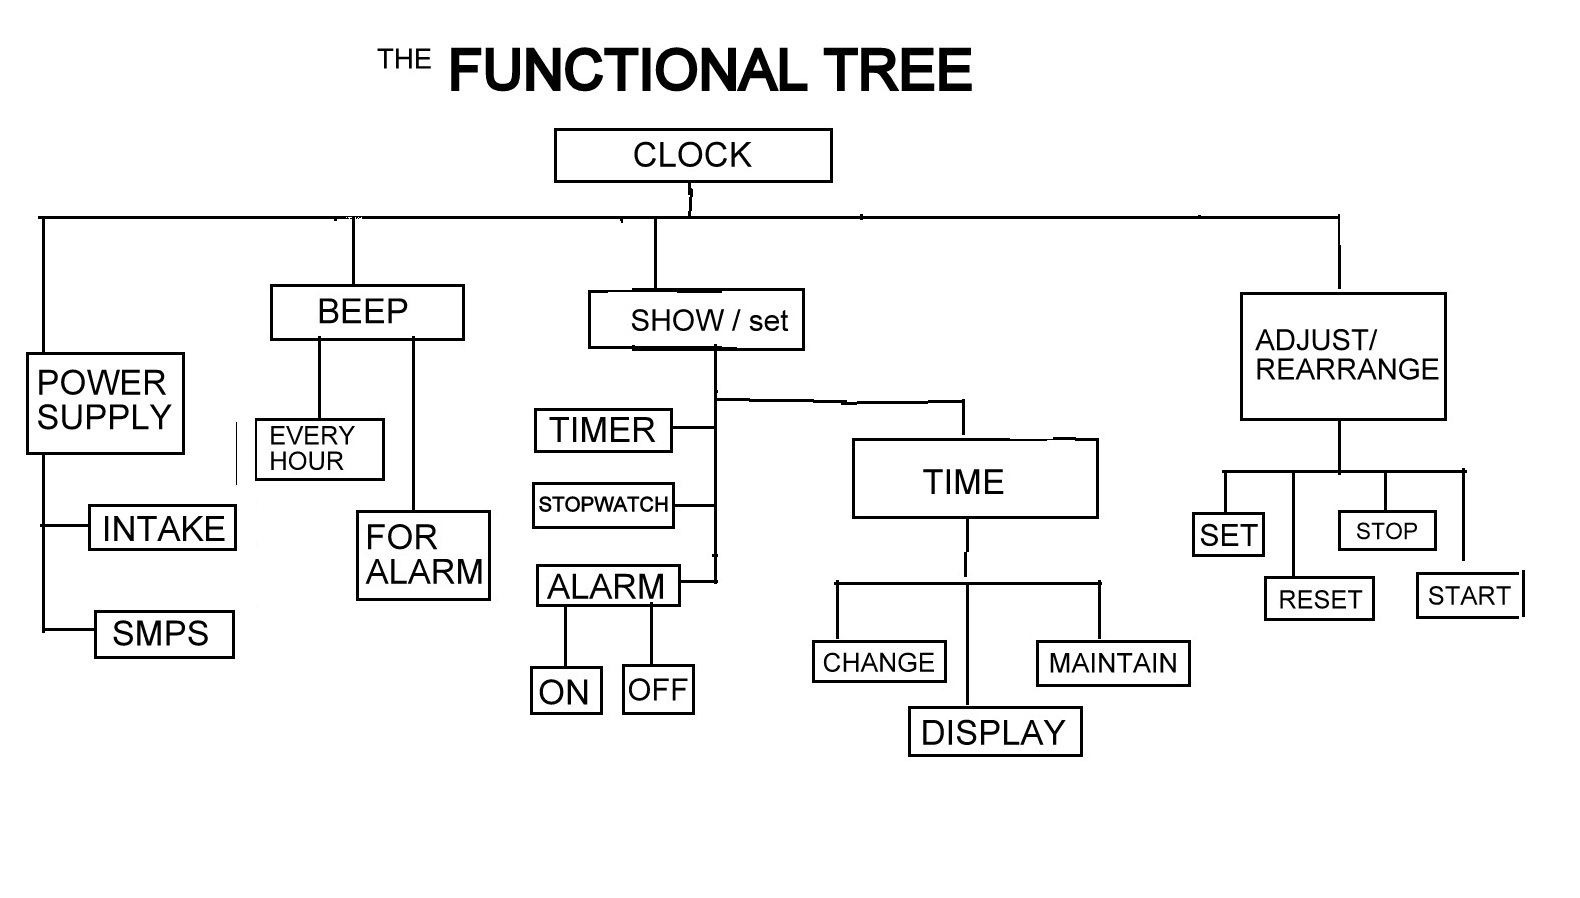 THE FUNCTIONAL TREE
CLOCK
BEEP
SHOW / set
ADJUST/
REARRANGE
POWER
SUPPLY
EVERY
HOUR
TIMER
TIME
STOPWATCH
INTAKE
FOR
ALARM
SET
STOP
ALARM
RESET
START
SMPS
CHANGE
MAINTAIN
ON
OFF
DISPLAY